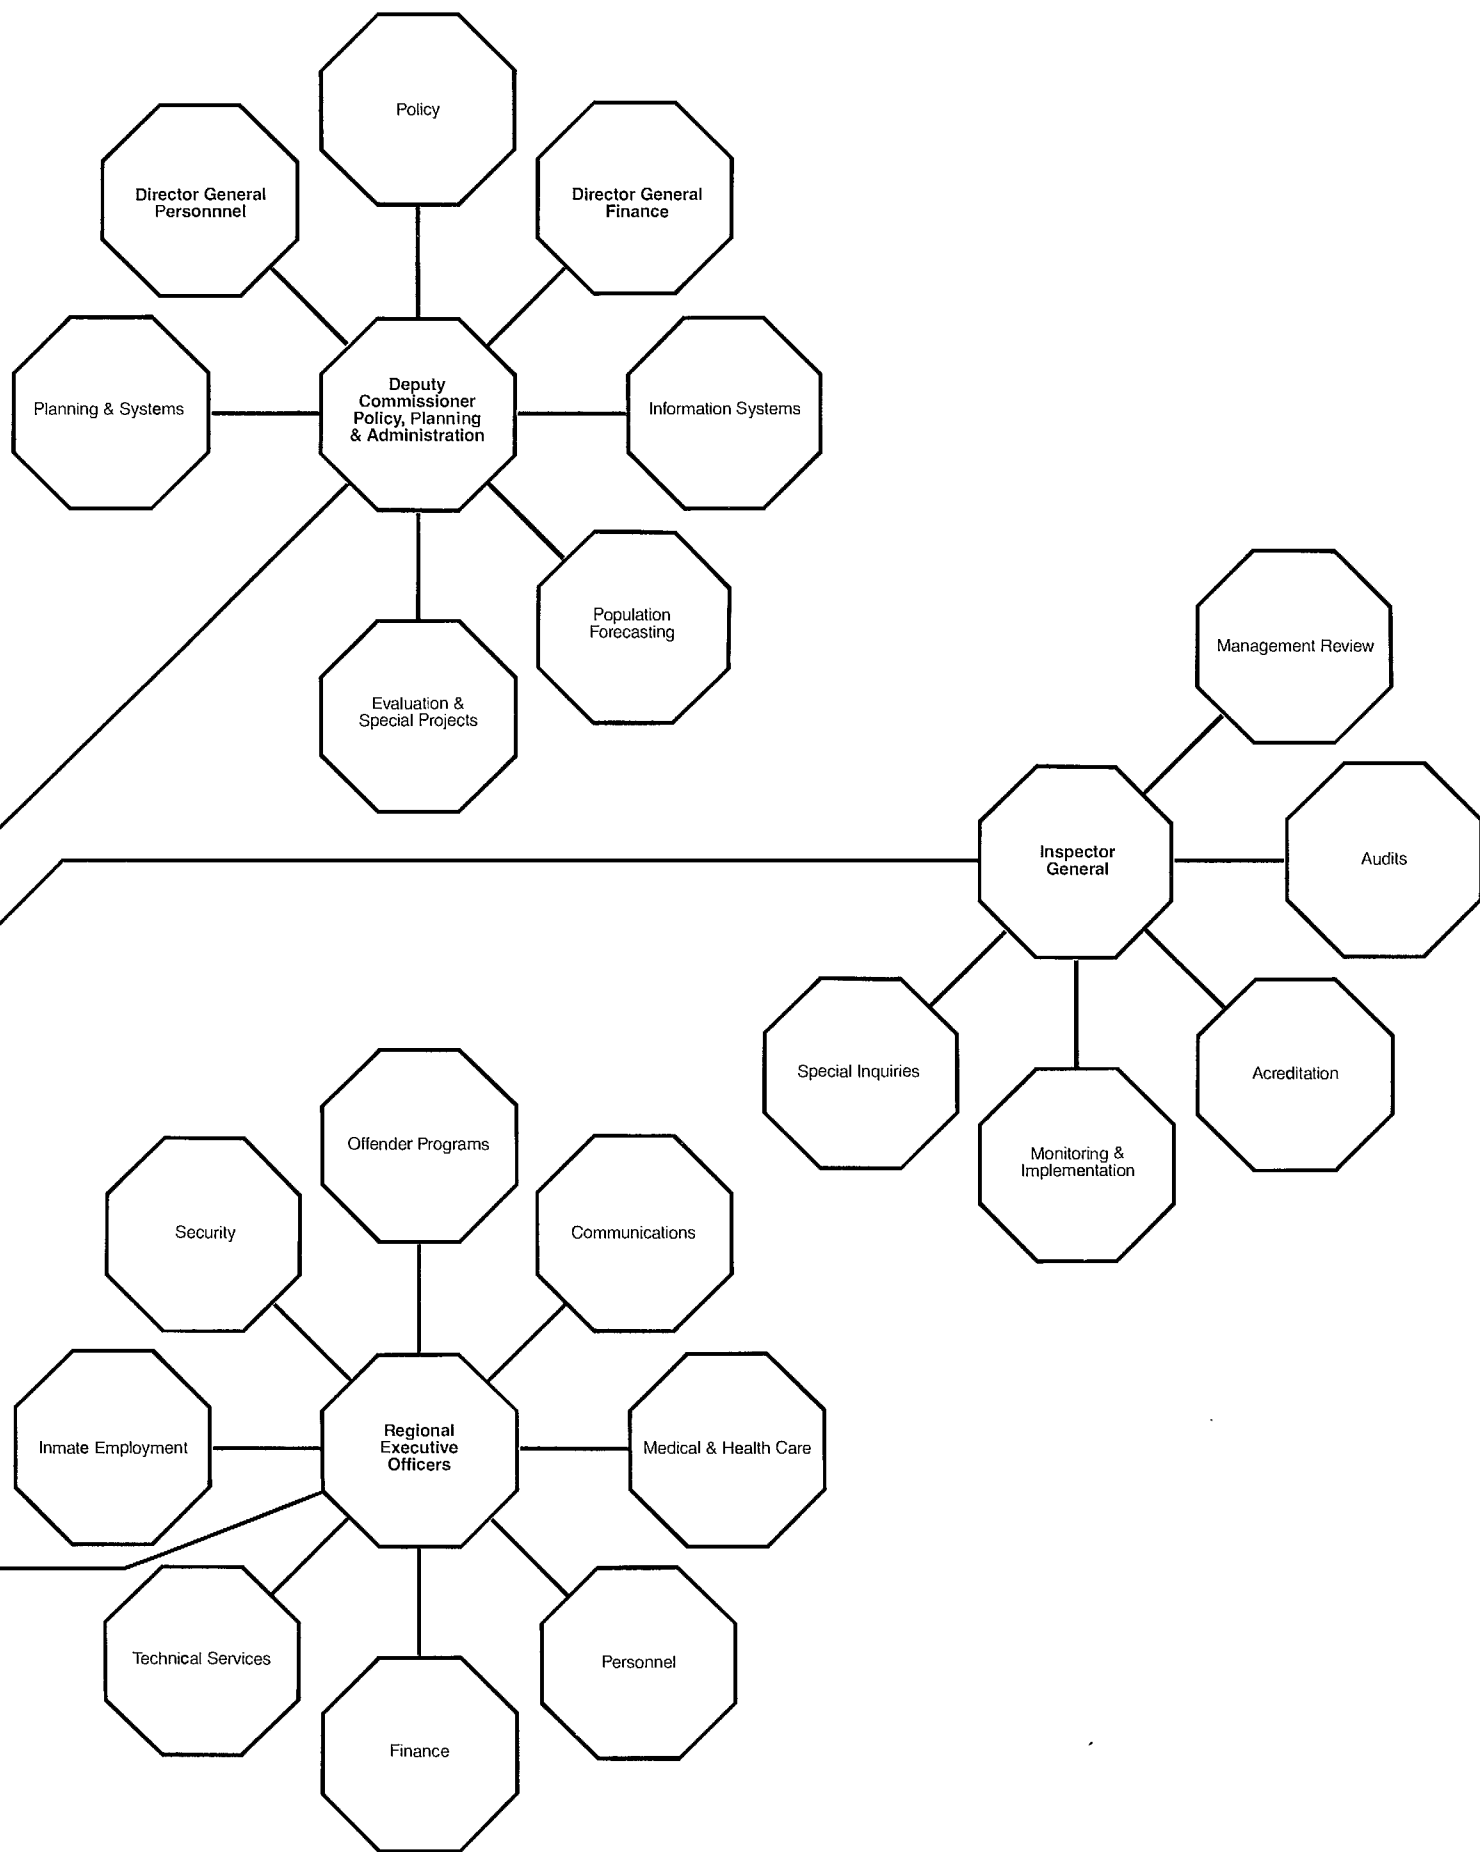 Policy
Director General
Personnnel
Director General
Finance
Planning & Systems
Deputy
Commissioner
Policy, Planning
& Administration
Information Systems
Evaluation &
Special Projects
Population
Forecasting
Management Review
Inspector
General
Audits
Special Inquiries
Monitoring &
Implementation
Acreditation
Offender Programs
Security
Communications
Inmate Employment
Regional
Executive
Officers
Medical & Health Care
Technical Services
Finance
Personnel